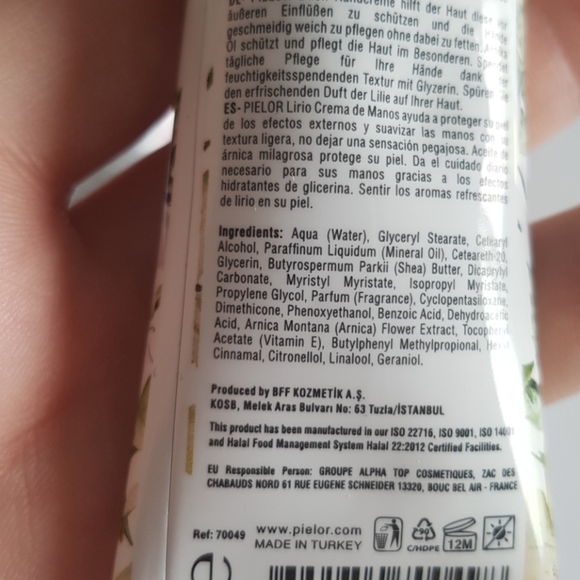 äußeren Einflüßen zu schützen und die
geschmeidig weich zu pflegen ohne dabei zu fetten.
Öl schützt und pflegt die Haut im Besonderen.
tägliche Pflege für Ihre Hände dank
feuchtigkeitsspendenden Textur mit Glyzerin. Spüren
den erfrischenden Duft der Lilie auf Ihrer Haut.
ES- PIELOR Lirio Crema de Manos ayuda a proteger su piel
de los efectos externos y suavizar las manos con
textura ligera, no dejar una sensación pegajosa. Aceite de
árnica milagrosa protege su piel. Da el cuidado diario
necesario para sus manos gracias a los efectos
hidratantes de glicerina. Sentir los aromas refrescantes
de lirio en su piel.
Ingredients: Aqua (Water), Glyceryl Stearate, Cetearyl
Alcohol, Paraffinum Liquidum (Mineral Oil), Ceteareth-20,
Glycerin, Butyrospermum Parkii (Shea) Butter, Dicaprylyl
Carbonate, Myristyl Myristate, Isopropyl Myristate,
Propylene Glycol, Parfum (Fragrance), Cyclopentasiloxane,
Dimethicone, Phenoxyethanol, Benzoic Acid, Dehydroacetic
Acid, Arnica Montana (Arnica) Flower Extract, Tocopheryl
Acetate (Vitamin E), Butylphenyl Methylpropional, Hexyl
Cinnamal, Citronellol, Linalool, Geraniol.
Produced by BFF KOZMETİK A.Ş.
KOSB, Melek Aras Bulvarı No: 63 Tuzla/İSTANBUL
This product has been manufactured in our ISO 22716, ISO 9001, ISO 14001
and Halal Food Management System Halal 22:2012 Certified Facilities.
EU Responsible Person: GROUPE ALPHA TOP COSMETIQUES, ZAC DES
CHABAUDS NORD 61 RUE EUGENE SCHNEIDER 13320, BOUC BEL AIR - FRANCE
Ref: 70049 www.pielor.com
MADE IN TURKEY
C/HDPE
12M